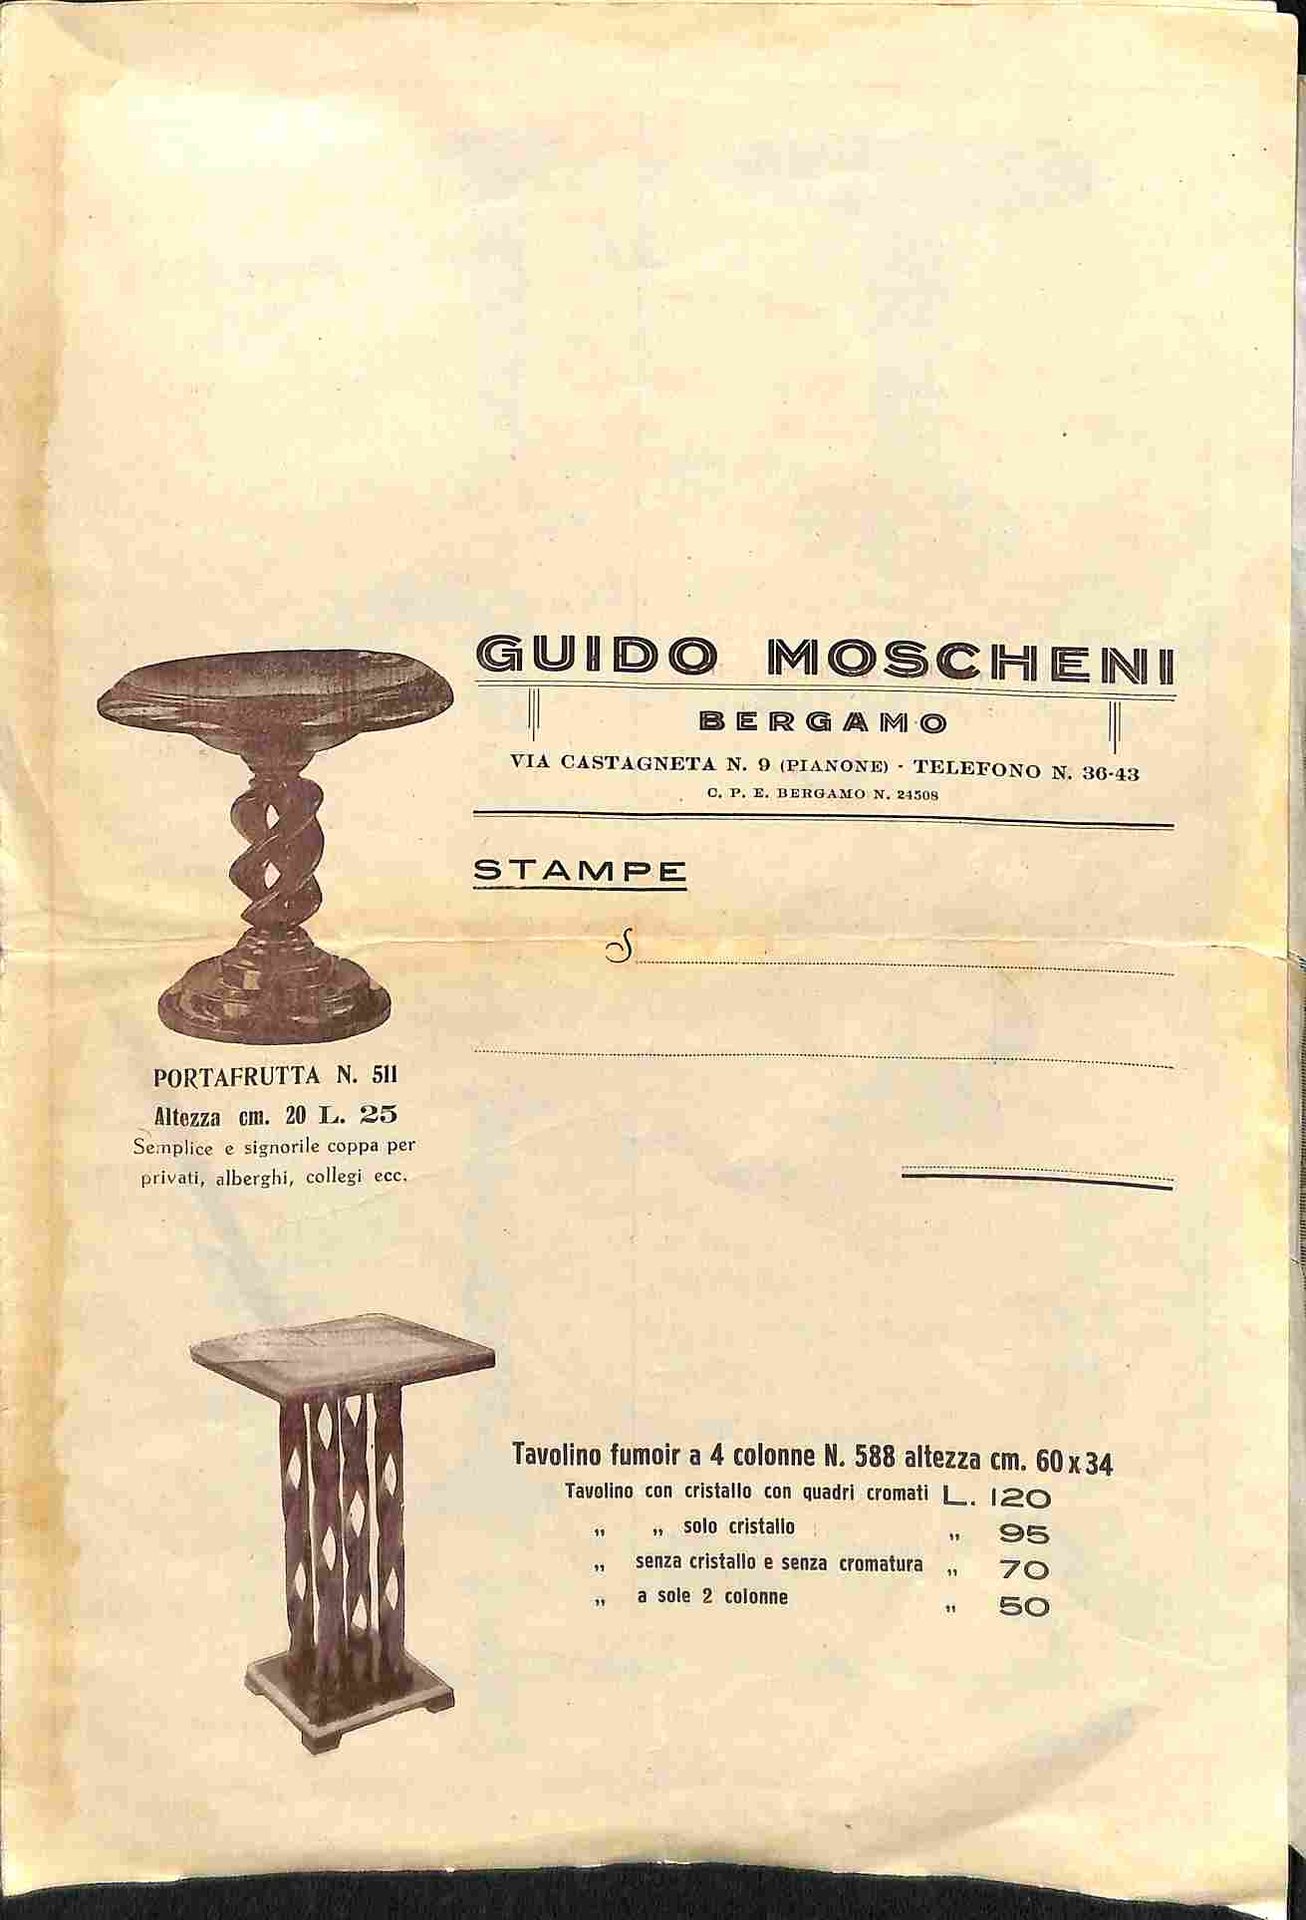 GUIDO MOSCHENI
BERGAMO
VIA CASTAGNETA N. 9 (PIANONE) - TELEFONO N. 36-43
C. P. E. BERGAMO N. 24508
STAMPE
S
PORTAFRUTTA N. 511
Altezza cm. 20 L. 25
Semplice e signorile coppa per
privati, alberghi, collegi ecc.
Tavolino fumoir a 4 colonne N. 588 altezza cm. 60 x 34
Tavolino con cristallo con quadri cromati L. 120
„ „ solo cristallo „ 95
„ senza cristallo e senza cromatura „ 70
„ a sole 2 colonne „ 50